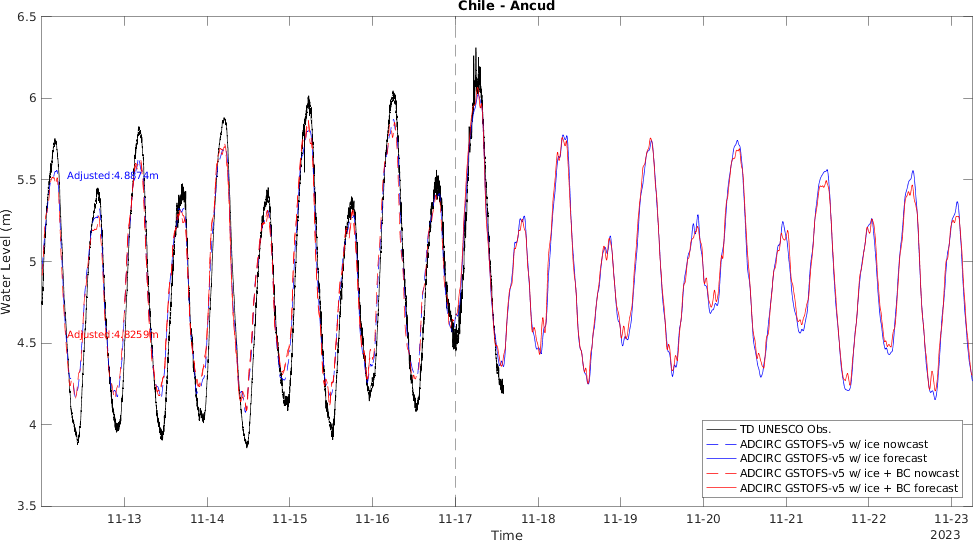 Chile - Ancud
6.5
6
5.5
5
4.5
4
3.5
Water Level (m)
Adjusted:4.8874m
Adjusted:4.8259m
TD UNESCO Obs.
ADCIRC GSTOFS-v5 w/ ice nowcast
ADCIRC GSTOFS-v5 w/ ice forecast
ADCIRC GSTOFS-v5 w/ ice + BC nowcast
ADCIRC GSTOFS-v5 w/ ice + BC forecast
11-13 11-14 11-15 11-16 11-17 11-18 11-19 11-20 11-21 11-22 11-23
Time
2023